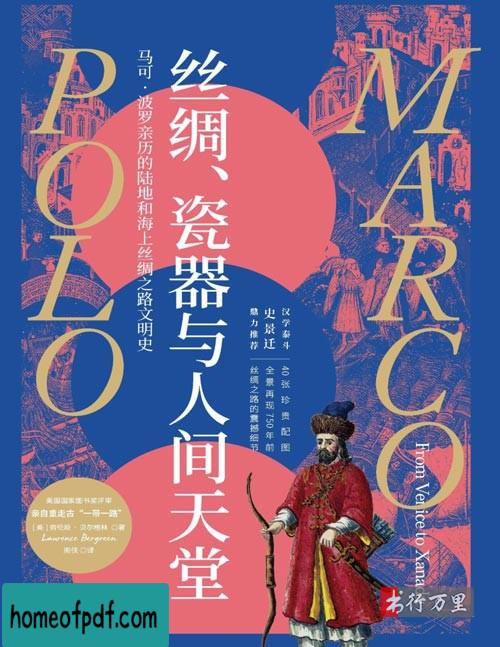 MARCO
POLO
丝绸、瓷器与人间天堂
马可·波罗亲历的陆地和海上丝绸之路文明史
汉学泰斗
史景迁
鼎力推荐
40张珍贵配图
全景再现750年前
丝绸之路的震撼细节
From Venice to Xana
美国国家图书奖评审
亲自重走古“一带一路”
[美] 劳伦斯·贝尔格林 ◎著
Laurence Bergreen
周侠◎译
书行万里
homeofpdf.com